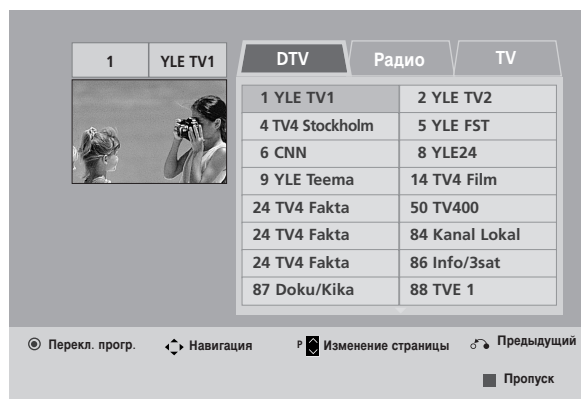 1 YLE TV1
DTV Радио TV
1 YLE TV1 2 YLE TV2
4 TV4 Stockholm 5 YLE FST
6 CNN 8 YLE24
9 YLE Teema 14 TV4 Film
24 TV4 Fakta 50 TV400
24 TV4 Fakta 84 Kanal Lokal
24 TV4 Fakta 86 Info/3sat
87 Doku/Kika 88 TVE 1
Перекл. прогр. Навигация P Изменение страницы Предыдущий
Пропуск